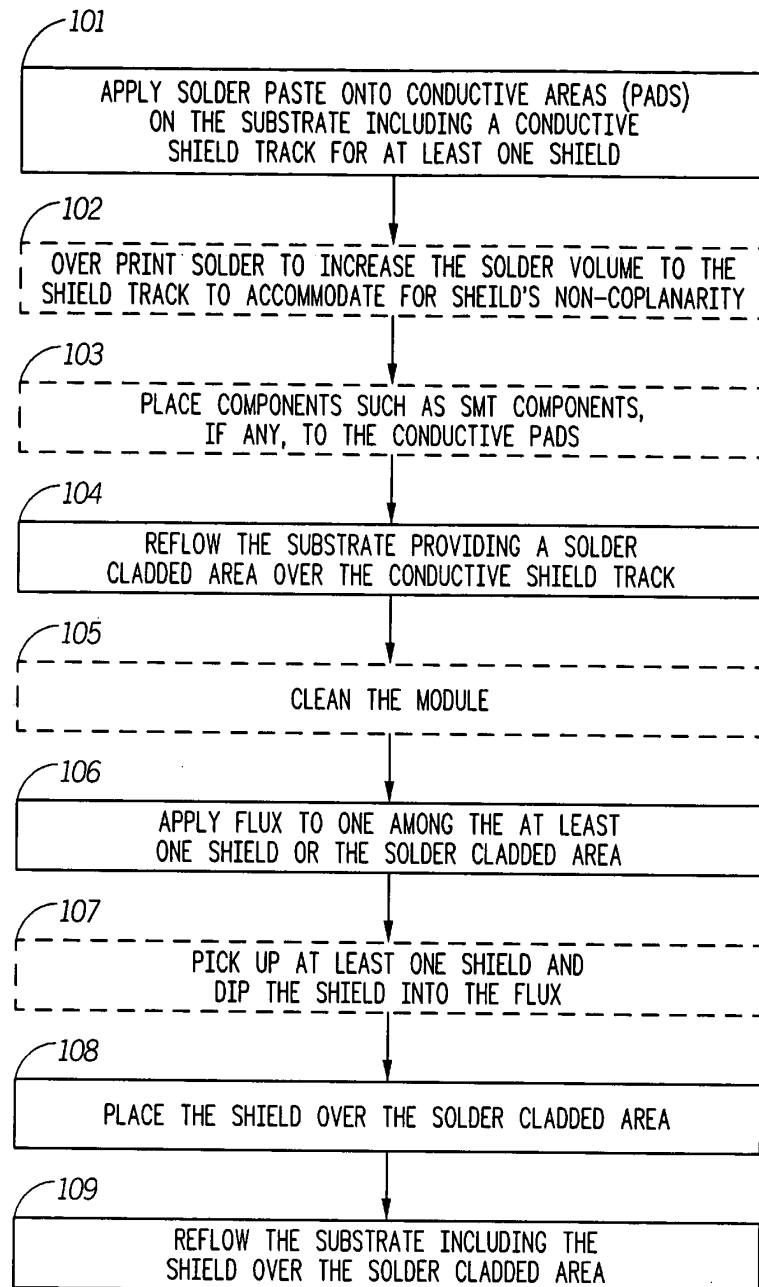 101
APPLY SOLDER PASTE ONTO CONDUCTIVE AREAS (PADS)
ON THE SUBSTRATE INCLUDING A CONDUCTIVE
SHIELD TRACK FOR AT LEAST ONE SHIELD
102
OVER PRINT SOLDER TO INCREASE THE SOLDER VOLUME TO THE
SHIELD TRACK TO ACCOMMODATE FOR SHEILD'S NON-COPLANARITY
103
PLACE COMPONENTS SUCH AS SMT COMPONENTS,
IF ANY, TO THE CONDUCTIVE PADS
104
REFLOW THE SUBSTRATE PROVIDING A SOLDER
CLADDED AREA OVER THE CONDUCTIVE SHIELD TRACK
105
CLEAN THE MODULE
106
APPLY FLUX TO ONE AMONG THE AT LEAST
ONE SHIELD OR THE SOLDER CLADDED AREA
107
PICK UP AT LEAST ONE SHIELD AND
DIP THE SHIELD INTO THE FLUX
108
PLACE THE SHIELD OVER THE SOLDER CLADDED AREA
109
REFLOW THE SUBSTRATE INCLUDING THE
SHIELD OVER THE SOLDER CLADDED AREA